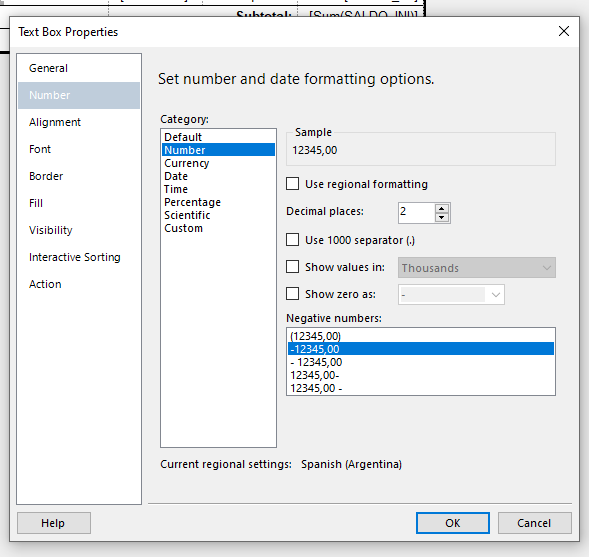 Subtotal: [Sum(SALDO_INI)]
Text Box Properties
General
Number
Alignment
Font
Border
Fill
Visibility
Interactive Sorting
Action
Set number and date formatting options.
Category:
Default
Number
Currency
Date
Time
Percentage
Scientific
Custom
Sample
12345,00
Use regional formatting
Decimal places: 2
Use 1000 separator (.)
Show values in: Thousands
Show zero as: -
Negative numbers:
(12345,00)
-12345,00
- 12345,00
12345,00-
12345,00 -
Current regional settings: Spanish (Argentina)
Help
OK
Cancel